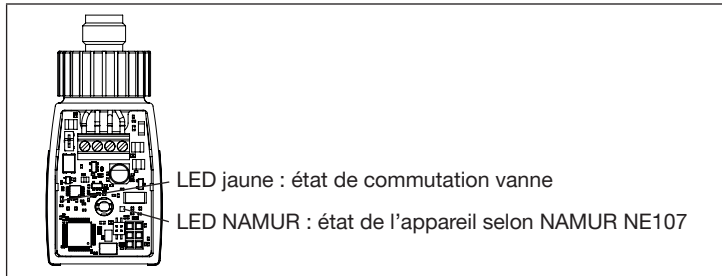 LED jaune : état de commutation vanne
LED NAMUR : état de l’appareil selon NAMUR NE107